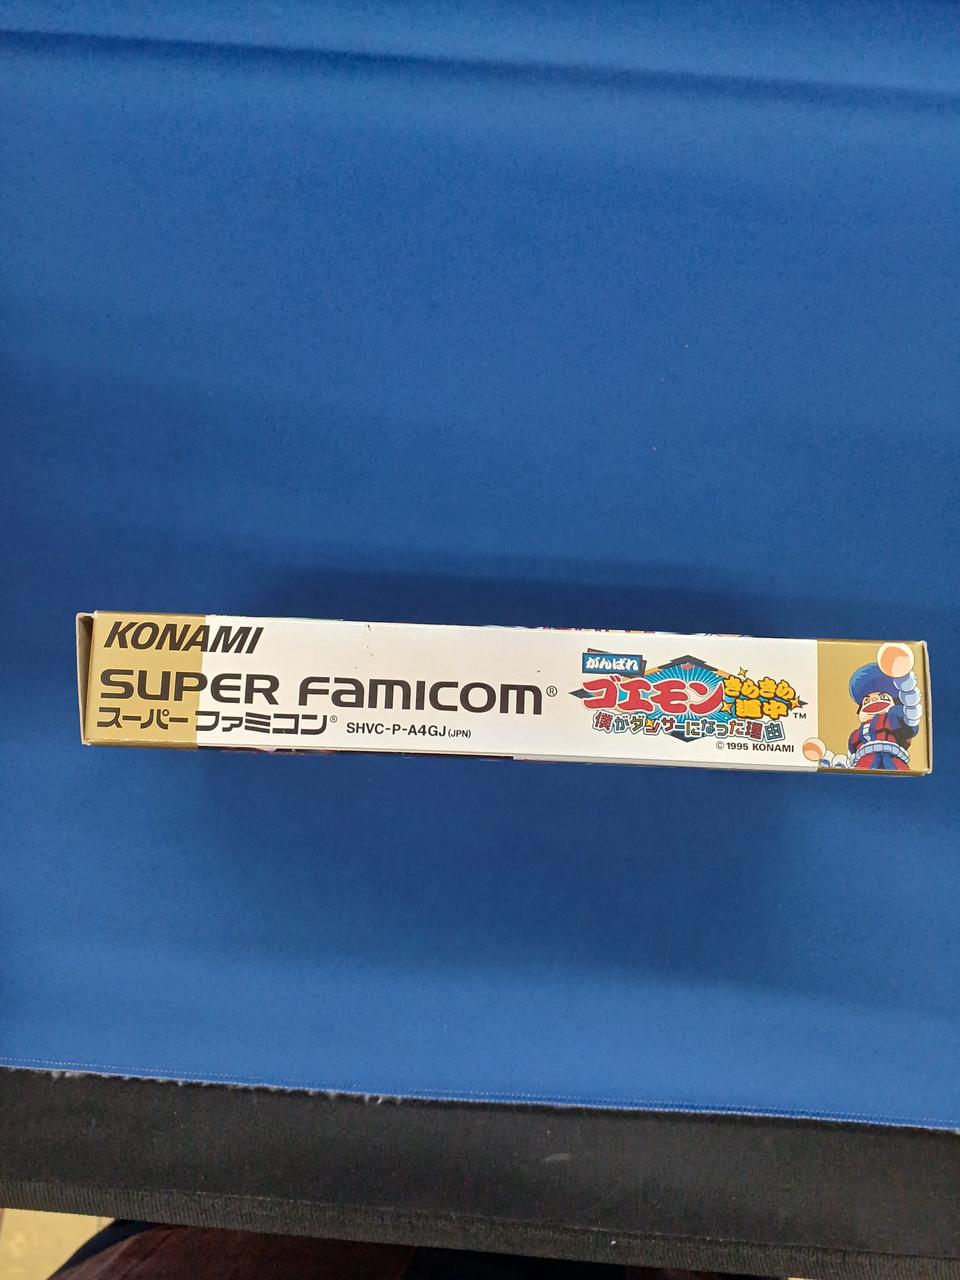 KONAMI
SUPER FAMICOM®
スーパーファミコン® SHVC-P-A4GJ(JPN)
がんばれ
ゴエモン きらきら道中™
僕がダンサーになった理由
© 1995 KONAMI